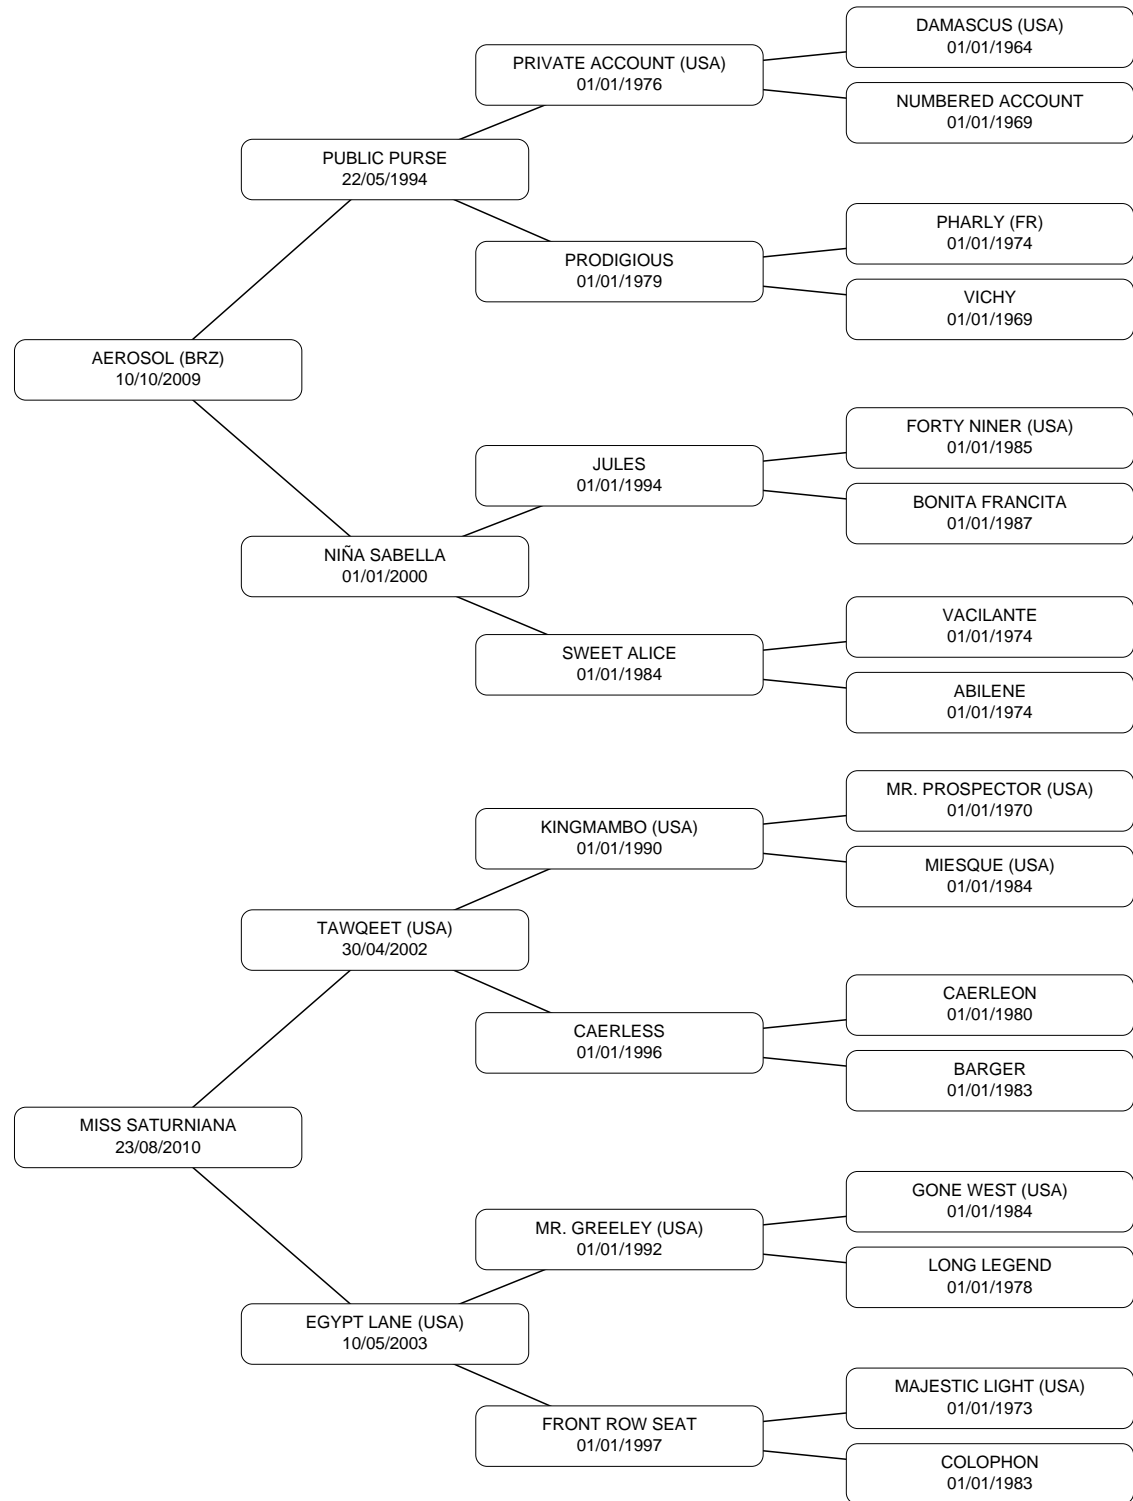 DAMASCUS (USA)
01/01/1964
PRIVATE ACCOUNT (USA)
01/01/1976
NUMBERED ACCOUNT
01/01/1969
PUBLIC PURSE
22/05/1994
PHARLY (FR)
01/01/1974
PRODIGIOUS
01/01/1979
VICHY
01/01/1969
AEROSOL (BRZ)
10/10/2009
FORTY NINER (USA)
01/01/1985
JULES
01/01/1994
BONITA FRANCITA
01/01/1987
NIÑA SABELLA
01/01/2000
VACILANTE
01/01/1974
SWEET ALICE
01/01/1984
ABILENE
01/01/1974
MR. PROSPECTOR (USA)
01/01/1970
KINGMAMBO (USA)
01/01/1990
MIESQUE (USA)
01/01/1984
TAWQEET (USA)
30/04/2002
CAERLEON
01/01/1980
CAERLESS
01/01/1996
BARGER
01/01/1983
MISS SATURNIANA
23/08/2010
GONE WEST (USA)
01/01/1984
MR. GREELEY (USA)
01/01/1992
LONG LEGEND
01/01/1978
EGYPT LANE (USA)
10/05/2003
MAJESTIC LIGHT (USA)
01/01/1973
FRONT ROW SEAT
01/01/1997
COLOPHON
01/01/1983